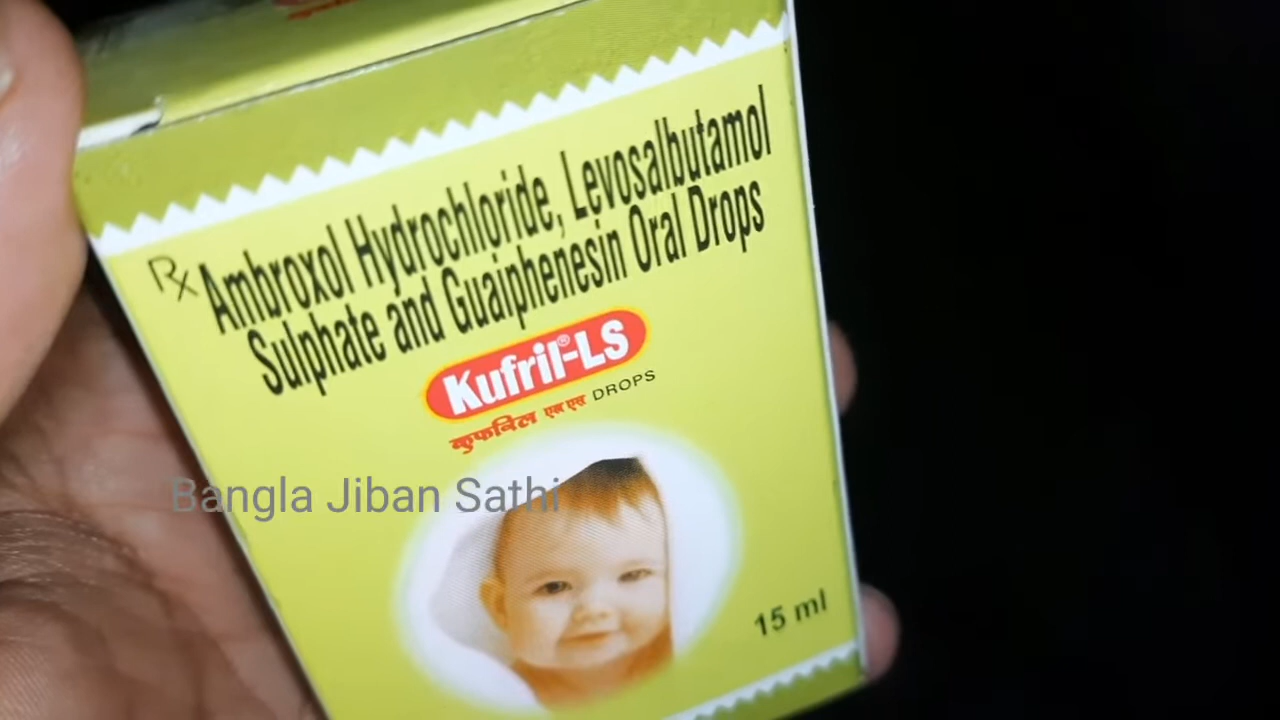 Rx Ambroxol Hydrochloride, Levosalbutamol
Sulphate and Guaiphenesin Oral Drops
Kufril®-LS
कुफ्रिल एल एस DROPS
Bangla Jiban Sathi
15 ml